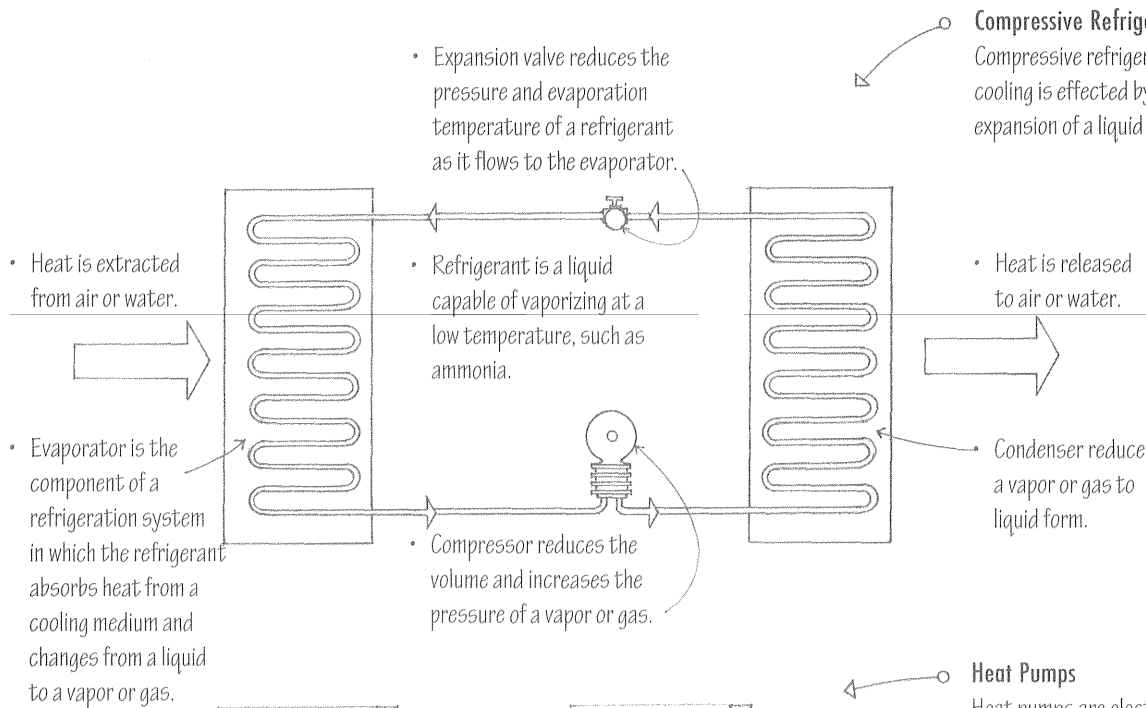 Compressive Refrige
Compressive refriger
cooling is effected by
expansion of a liquid
• Expansion valve reduces the
pressure and evaporation
temperature of a refrigerant
as it flows to the evaporator.
• Heat is extracted
from air or water.
• Refrigerant is a liquid
capable of vaporizing at a
low temperature, such as
ammonia.
• Heat is released
to air or water.
• Evaporator is the
component of a
refrigeration system
in which the refrigerant
absorbs heat from a
cooling medium and
changes from a liquid
to a vapor or gas.
• Compressor reduces the
volume and increases the
pressure of a vapor or gas.
• Condenser reduce
a vapor or gas to
liquid form.
Heat Pumps
Heat pumps are elect